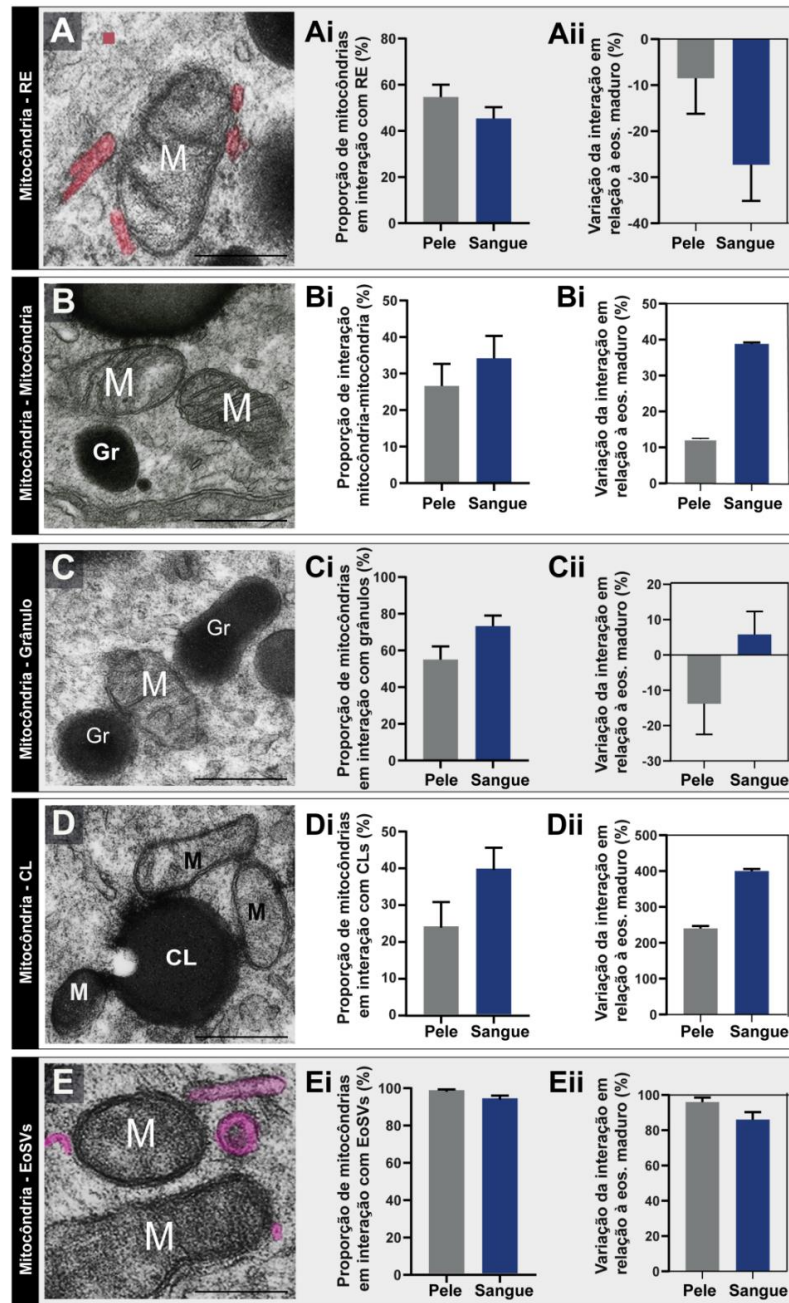 Mitocôndria - RE
A
M
Ai
Proporção de mitocôndrias
em interação com RE (%)
80
60
40
20
0
Pele Sangue
Aii
Variação da interação em
relação à eos. maduro (%)
0
-10
-20
-30
-40
Pele Sangue
Mitocôndria - Mitocôndria
B
M
M
Gr
Bi
Proporção de interação
mitocôndria-mitocôndria (%)
50
40
30
20
10
0
Pele Sangue
Bi
Variação da interação em
relação à eos. maduro (%)
50
40
30
20
10
0
Pele Sangue
Mitocôndria - Grânulo
C
Gr
M
Gr
Ci
Proporção de mitocôndrias
em interação com grânulos (%)
100
80
60
40
20
0
Pele Sangue
Cii
Variação da interação em
relação à eos. maduro (%)
20
10
0
-10
-20
-30
Pele Sangue
Mitocôndria - CL
D
M
M
CL
M
Di
Proporção de mitocôndrias
em interação com CLs (%)
50
40
30
20
10
0
Pele Sangue
Dii
Variação da interação em
relação à eos. maduro (%)
500
400
300
200
100
0
Pele Sangue
Mitocôndria - EoSVs
E
M
M
Ei
Proporção de mitocôndrias
em interação com EoSVs (%)
100
80
60
40
20
0
Pele Sangue
Eii
Variação da interação em
relação à eos. maduro (%)
100
80
60
40
20
0
Pele Sangue